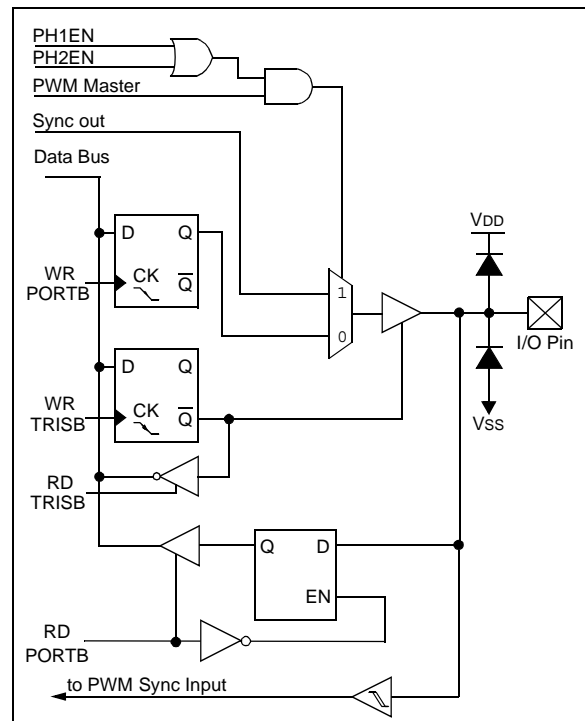 PH1EN
PH2EN
PWM Master
Sync out
Data Bus
D Q
CK
Q̅
WR
PORTB
1
0
VDD
I/O Pin
VSS
D Q
CK
Q̅
WR
TRISB
RD
TRISB
Q D
EN
RD
PORTB
to PWM Sync Input